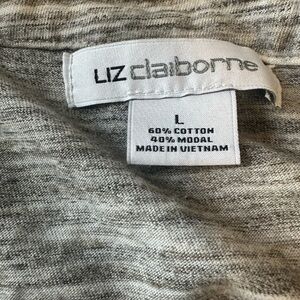 LIZ claiborne
L
60% COTTON
40% MODAL
MADE IN VIETNAM